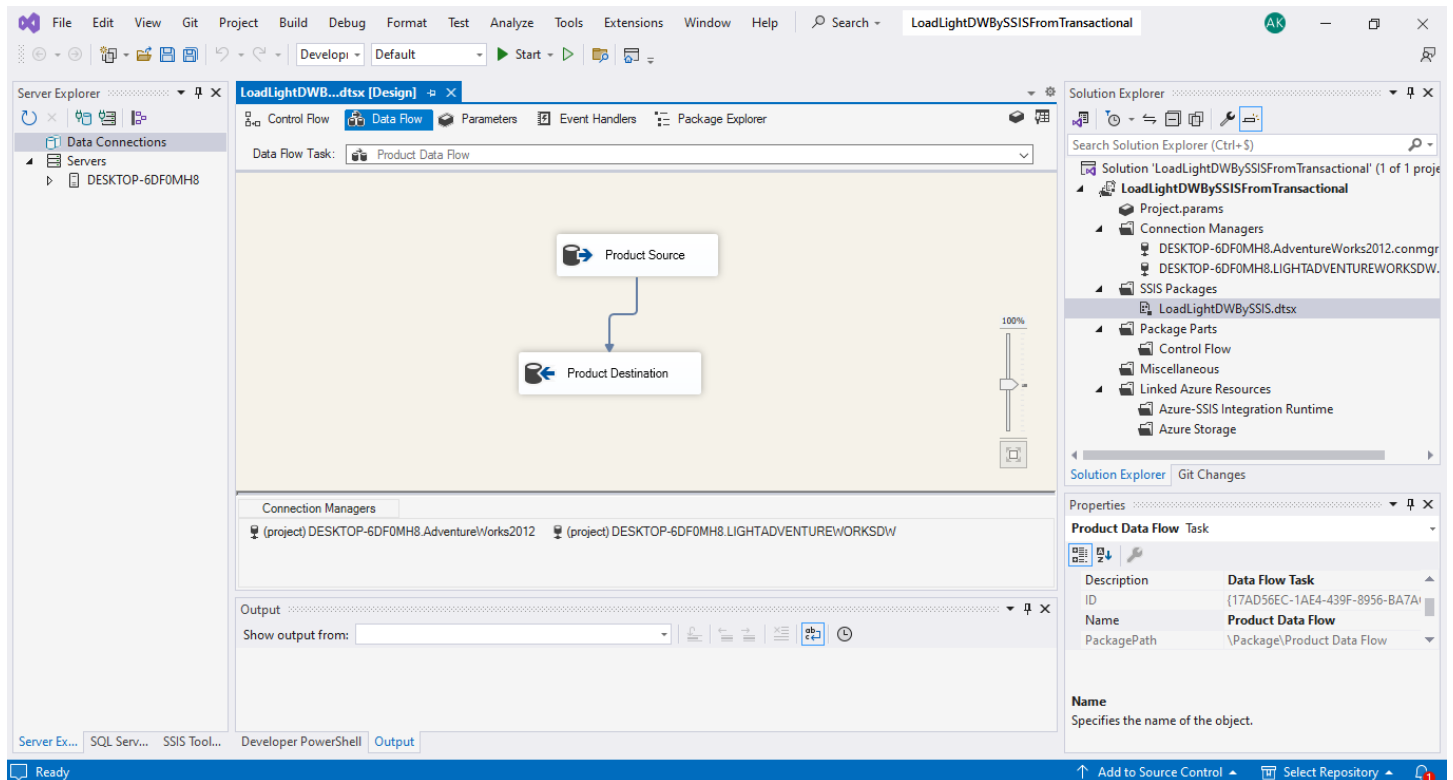 File Edit View Git Project Build Debug Format Test Analyze Tools Extensions Window Help Search LoadLightDWBySSISFromTransactional AK
Develop Default Start
Server Explorer
Data Connections
Servers
DESKTOP-6DF0MH8
LoadLightDWB...dtsx [Design]
Control Flow Data Flow Parameters Event Handlers Package Explorer
Data Flow Task: Product Data Flow
Product Source
Product Destination
100%
Connection Managers
(project) DESKTOP-6DF0MH8.AdventureWorks2012 (project) DESKTOP-6DF0MH8.LIGHTADVENTUREWORKSDW
Output
Show output from:
Server Ex... SQL Serv... SSIS Tool... Developer PowerShell Output
Solution Explorer
Search Solution Explorer (Ctrl+$)
Solution 'LoadLightDWBySSISFromTransactional' (1 of 1 proje
LoadLightDWBySSISFromTransactional
Project.params
Connection Managers
DESKTOP-6DF0MH8.AdventureWorks2012.conmgr
DESKTOP-6DF0MH8.LIGHTADVENTUREWORKSDW.
SSIS Packages
LoadLightDWBySSIS.dtsx
Package Parts
Control Flow
Miscellaneous
Linked Azure Resources
Azure-SSIS Integration Runtime
Azure Storage
Solution Explorer Git Changes
Properties
Product Data Flow Task
Description Data Flow Task
ID {17AD56EC-1AE4-439F-8956-BA7A
Name Product Data Flow
PackagePath \Package\Product Data Flow
Name
Specifies the name of the object.
Ready Add to Source Control Select Repository